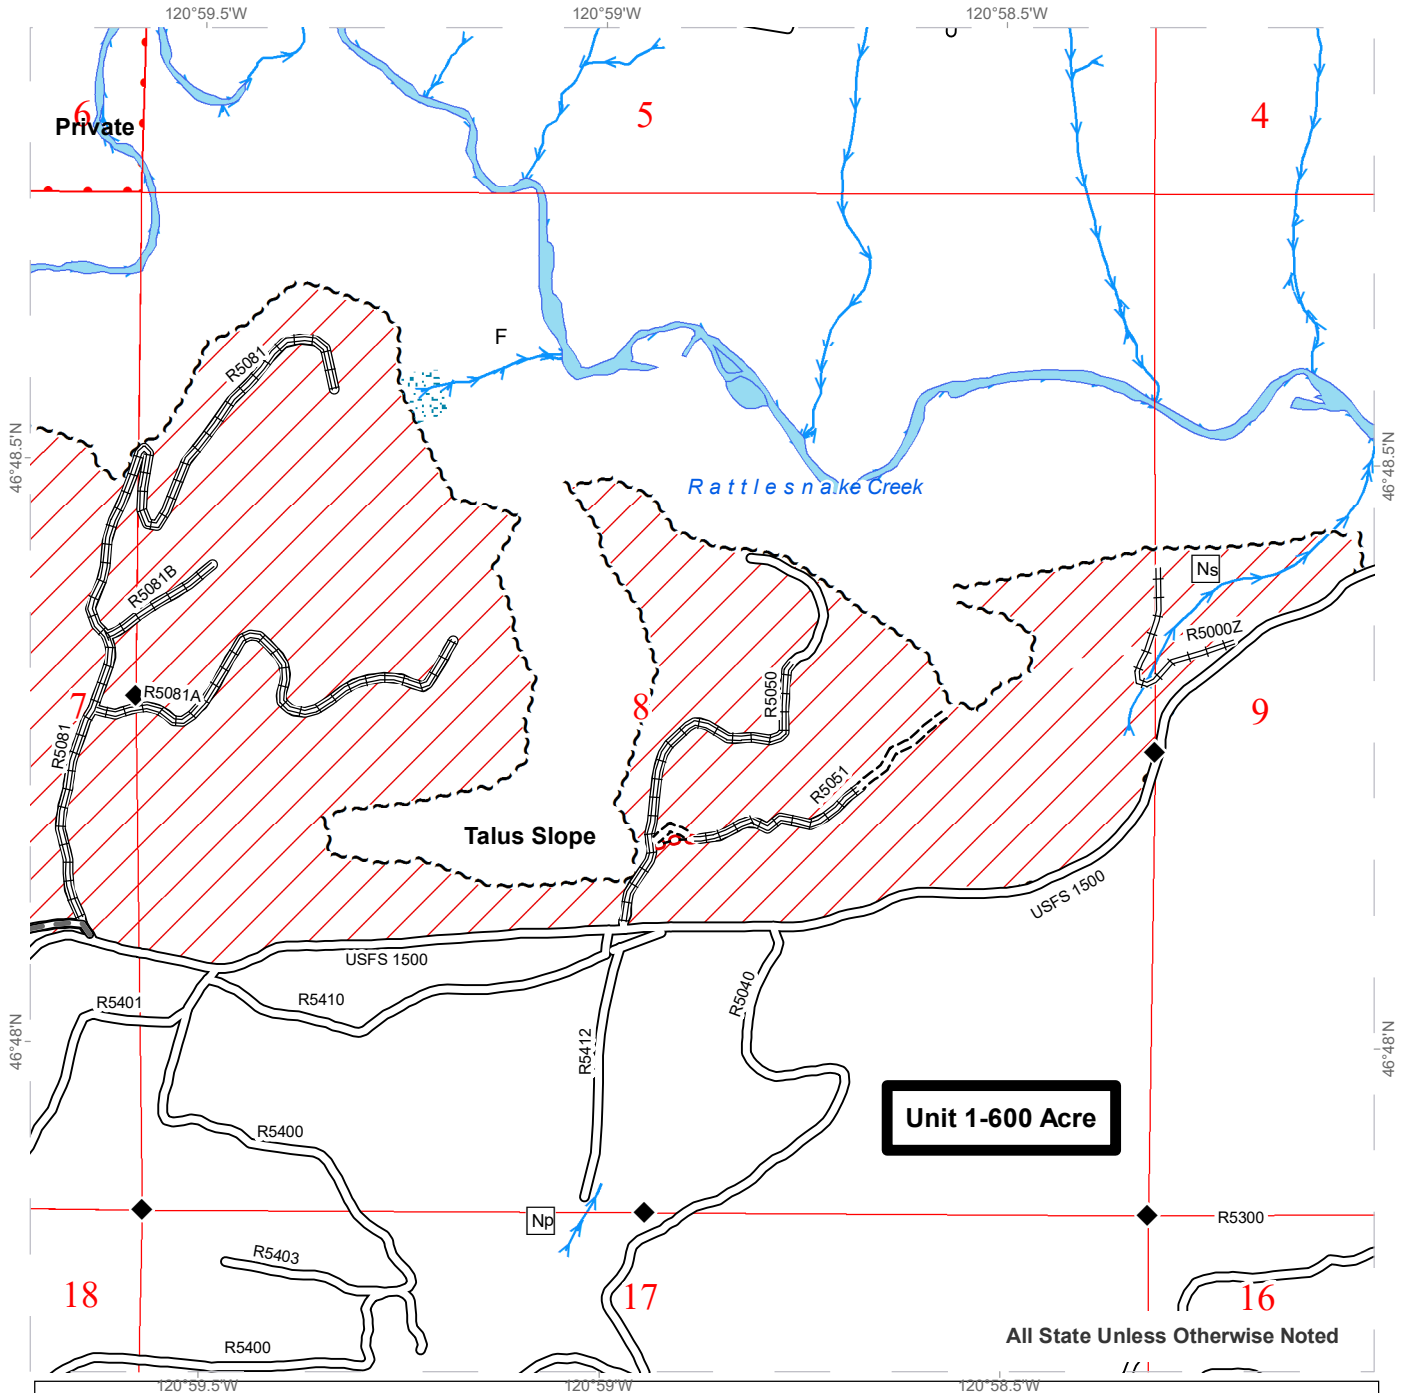 120°59.5'W
120°59'W
120°58.5'W
6
5
4
Private
F
R5081
46°48.5'N
46°48.5'N
Rattlesnake Creek
Ns
R5081B
R5000Z
R5081A
7
8
9
R5050
R5081
R5051
Talus Slope
USFS 1500
USFS 1500
R5401
R5410
R5040
46°48'N
46°48'N
R5412
Unit 1-600 Acre
R5400
Np
R5300
R5403
18
17
16
All State Unless Otherwise Noted
R5400
120°59.5'W
120°59'W
120°58.5'W